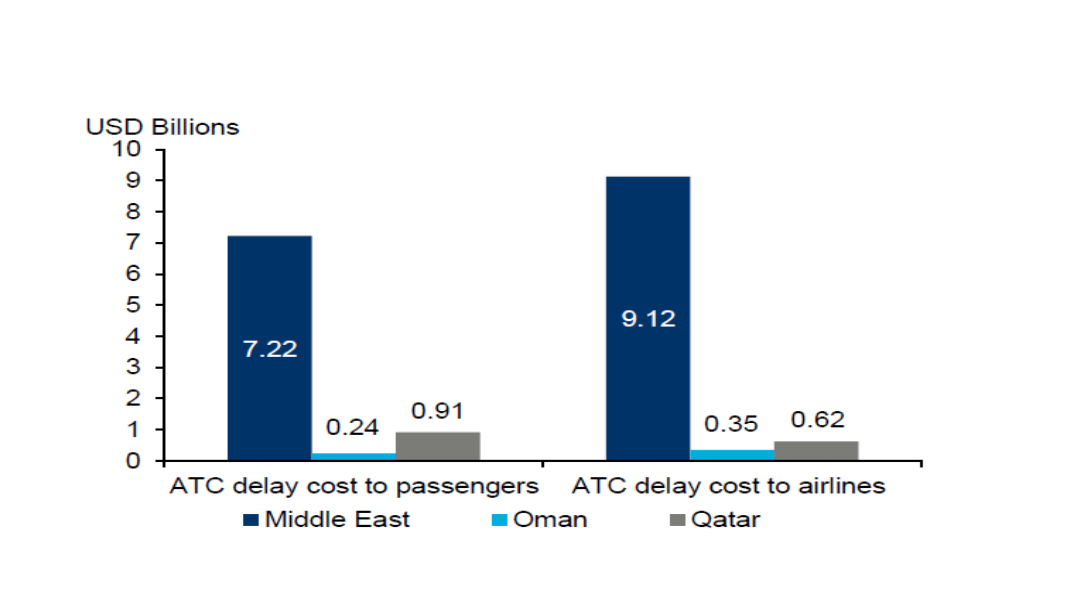 USD Billions
10
9
8
7
6
5
4
3
2
1
0
7.22
0.24
0.91
9.12
0.35
0.62
ATC delay cost to passengers
ATC delay cost to airlines
Middle East
Oman
Qatar